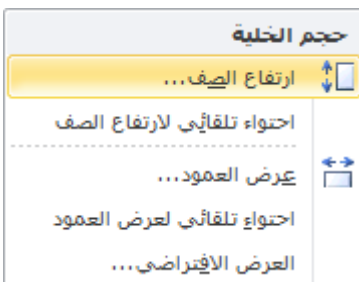 حجم الخلية
ارتفاع الصف...
احتواء تلقائي لارتفاع الصف
عرض العمود...
احتواء تلقائي لعرض العمود
العرض الافتراضي...